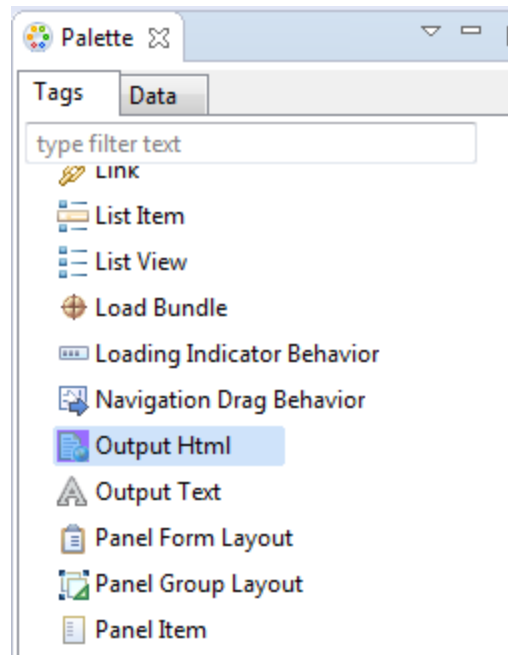 Palette
Tags Data
type filter text
Link
List Item
List View
Load Bundle
Loading Indicator Behavior
Navigation Drag Behavior
Output Html
Output Text
Panel Form Layout
Panel Group Layout
Panel Item